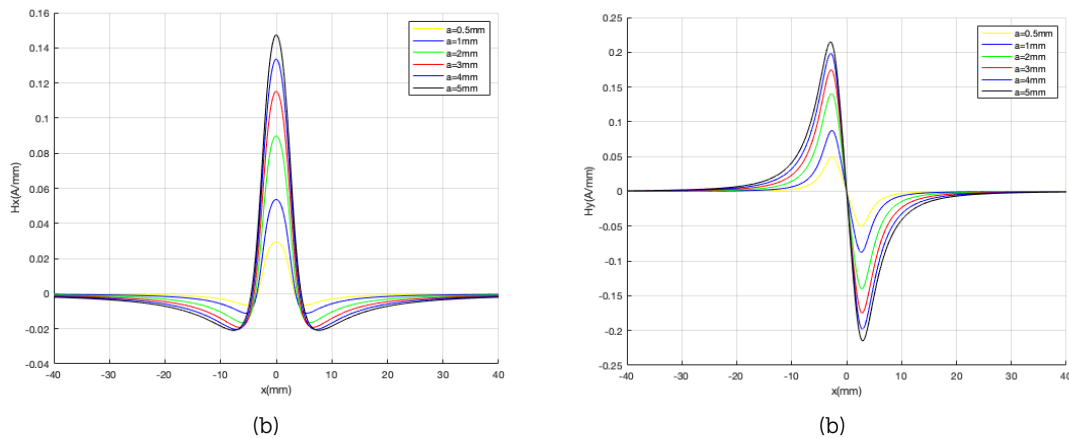 0.16
0.14
0.12
0.10
0.08
0.06
0.04
0.02
0
-0.02
-0.04
Hx(A/mm)
a=0.5mm
a=1mm
a=2mm
a=3mm
a=4mm
a=5mm
-40 -30 -20 -10 0 10 20 30 40
x(mm)
(b)
0.25
0.2
0.15
0.10
0.05
0
-0.05
-0.1
-0.15
-0.2
-0.25
Hy(A/mm)
a=0.5mm
a=1mm
a=2mm
a=3mm
a=4mm
a=5mm
-40 -30 -20 -10 0 10 20 30 40
x(mm)
(b)